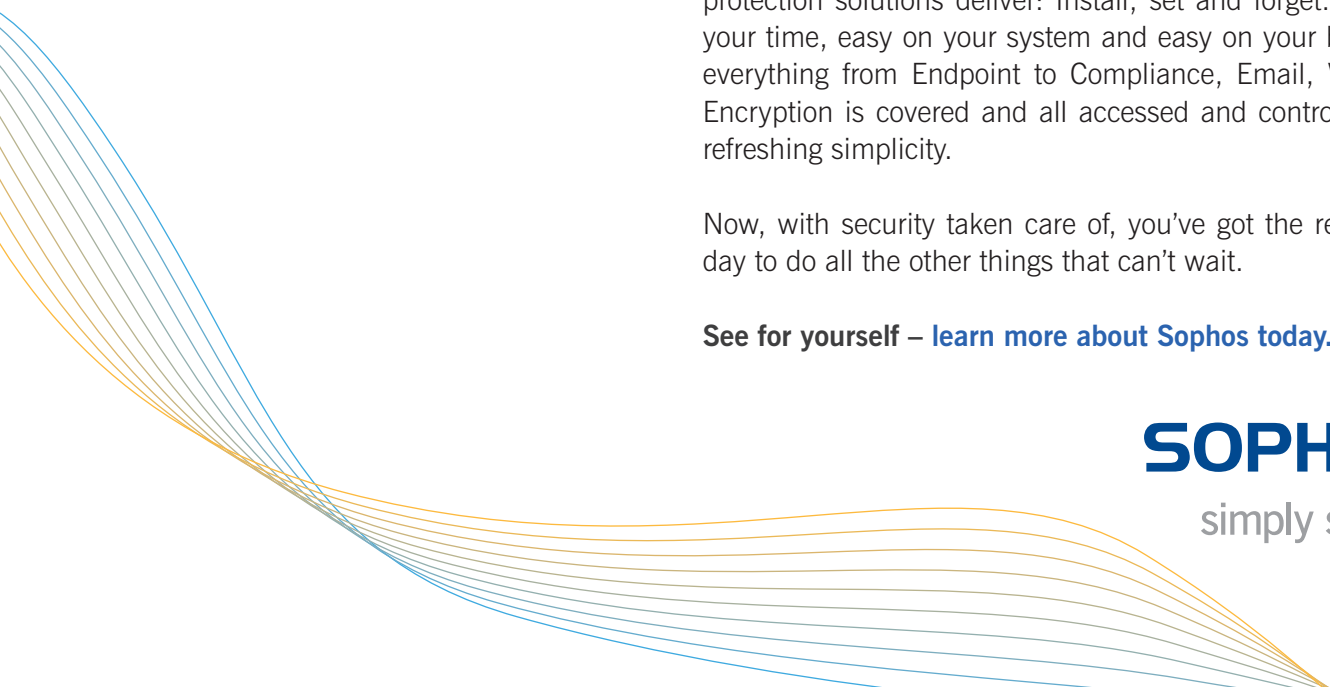 protection solutions deliver: Install, set and forget.
your time, easy on your system and easy on your
everything from Endpoint to Compliance, Email,
Encryption is covered and all accessed and
refreshing simplicity.
Now, with security taken care of, you've got the
day to do all the other things that can't wait.
See for yourself – learn more about Sophos today.
SOPH
simply